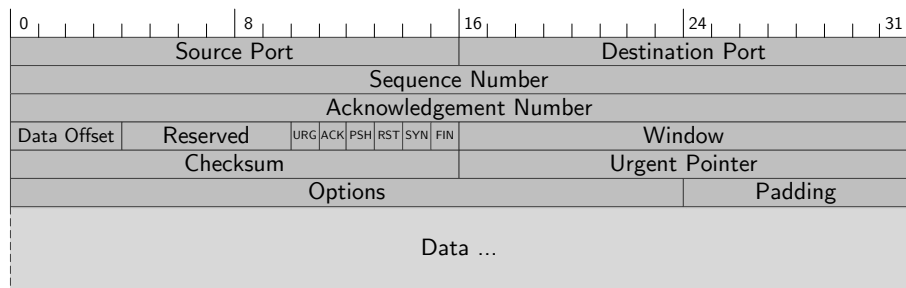 0 8 16 24 31
Source Port Destination Port
Sequence Number
Acknowledgement Number
Data Offset Reserved URG ACK PSH RST SYN FIN Window
Checksum Urgent Pointer
Options Padding
Data ...